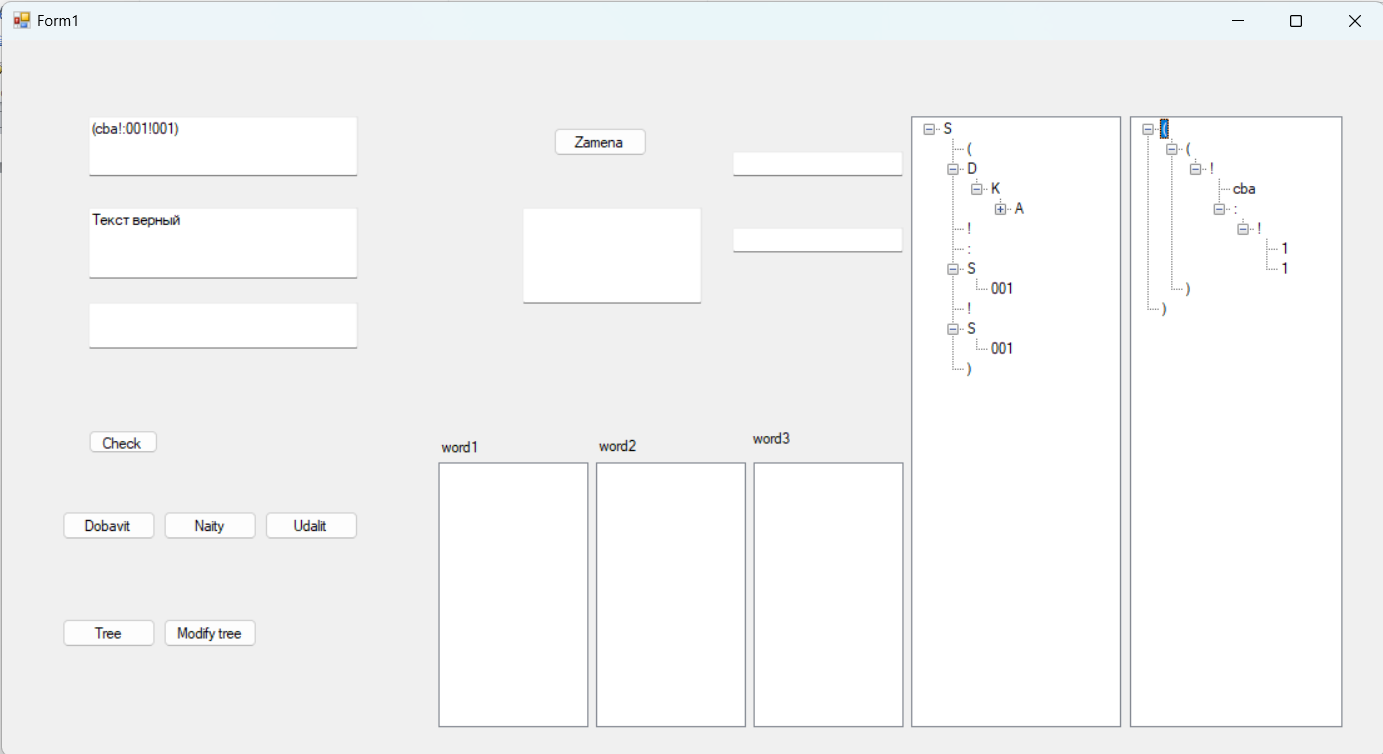 Form1
(cba!:001!001)
Текст верный
Zamena
Check
Dobavit
Naity
Udalit
Tree
Modify tree
word1
word2
word3
S
(
D
K
A
!
:
S
001
!
S
001
)
(
(
!
cba
:
!
1
1
)
)